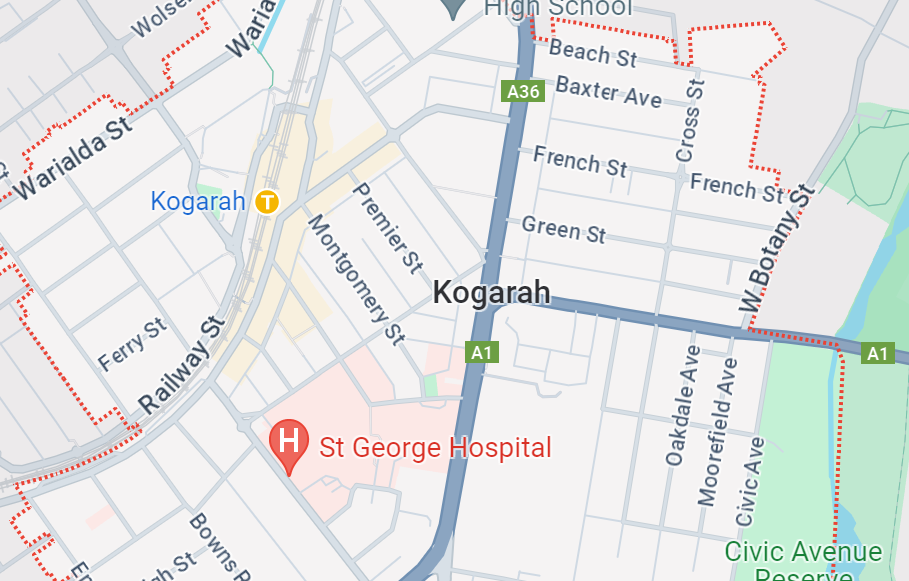 High School
Wolse
Waria
Beach St
A36
Baxter Ave
Cross St
Warialda St
French St
French St
Kogarah
T
Premier St
W Botany St
Montgomery St
Green St
Kogarah
Ferry St
Railway St
A1
A1
Oakdale Ave
Moorefield Ave
H
St George Hospital
Civic Ave
Bowns R
gh St
Civic Avenue
Reserve